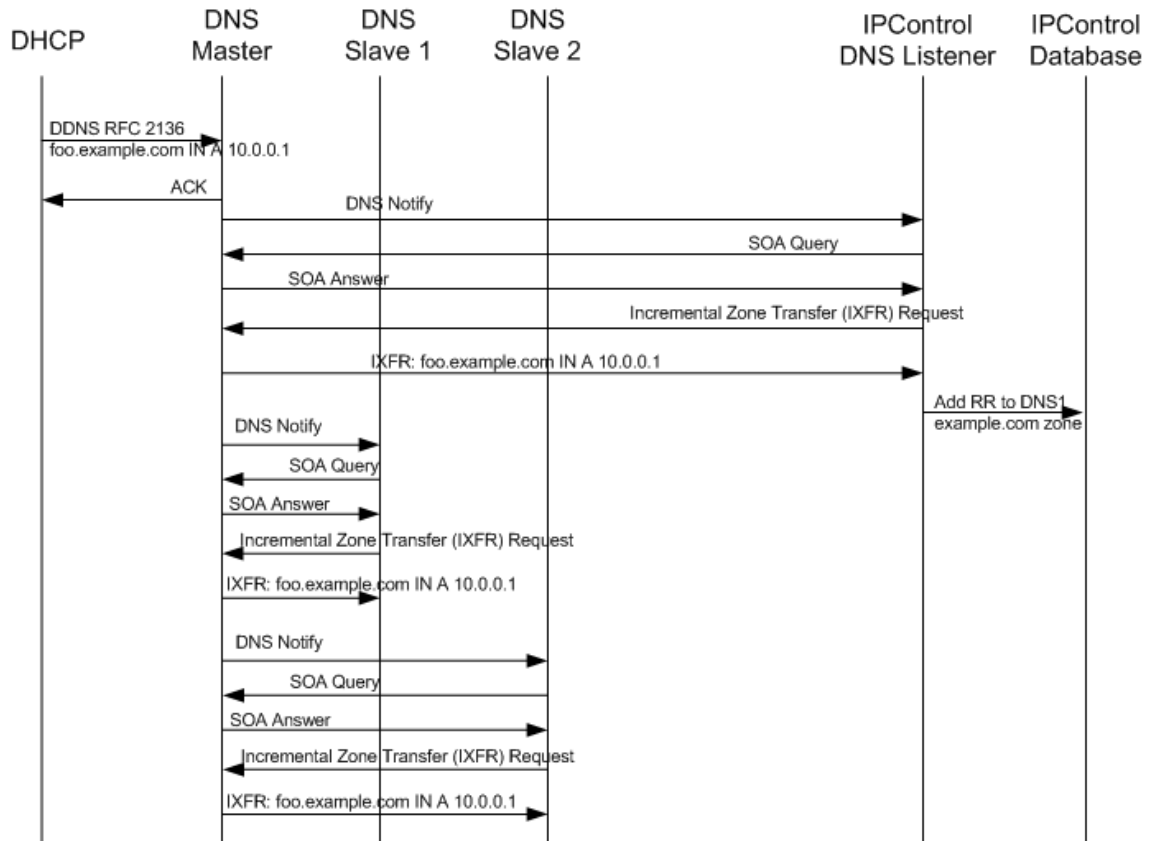 DHCP
DNS
Master
DNS
Slave 1
DNS
Slave 2
IPControl
DNS Listener
IPControl
Database
DDNS RFC 2136
foo.example.com IN A 10.0.0.1
ACK
DNS Notify
SOA Query
SOA Answer
Incremental Zone Transfer (IXFR) Request
IXFR: foo.example.com IN A 10.0.0.1
Add RR to DNS1
example.com zone
DNS Notify
SOA Query
SOA Answer
Incremental Zone Transfer (IXFR) Request
IXFR: foo.example.com IN A 10.0.0.1
DNS Notify
SOA Query
SOA Answer
Incremental Zone Transfer (IXFR) Request
IXFR: foo.example.com IN A 10.0.0.1